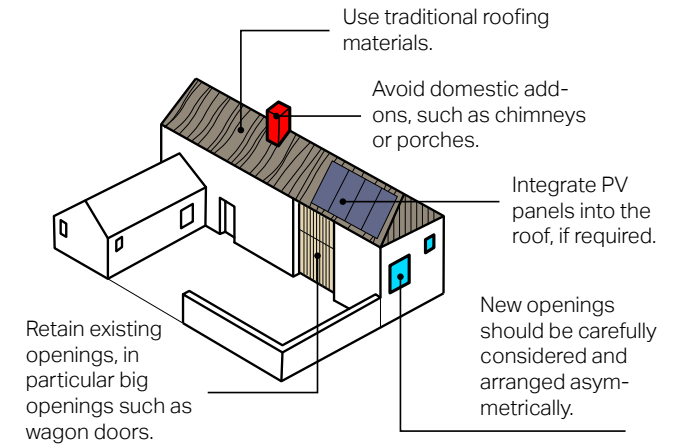 Use traditional roofing
materials.
Avoid domestic add-
ons, such as chimneys
or porches.
Integrate PV
panels into the
roof, if required.
New openings
should be carefully
considered and
arranged asym-
metrically.
Retain existing
openings, in
particular big
openings such as
wagon doors.